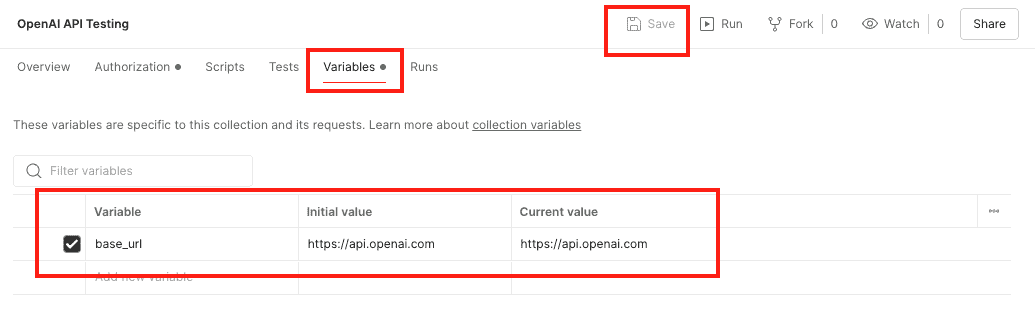 OpenAI API Testing
Save Run Fork 0 Watch 0 Share
Overview Authorization Scripts Tests Variables Runs
These variables are specific to this collection and its requests. Learn more about collection variables
Filter variables
Variable Initial value Current value
base_url https://api.openai.com https://api.openai.com
Add new variable